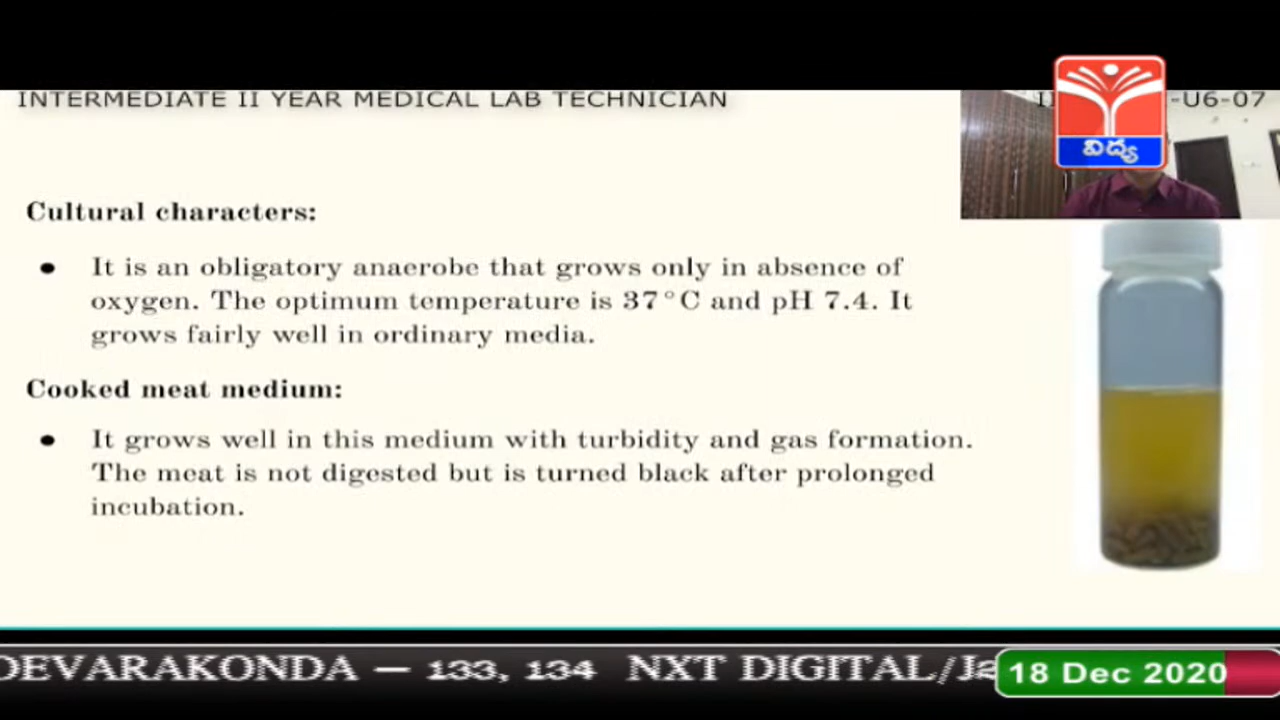 INTERMEDIATE II YEAR MEDICAL LAB TECHNICIAN
-U6-07
విద్య
Cultural characters:
● It is an obligatory anaerobe that grows only in absence of
oxygen. The optimum temperature is 37°C and pH 7.4. It
grows fairly well in ordinary media.
Cooked meat medium:
● It grows well in this medium with turbidity and gas formation.
The meat is not digested but is turned black after prolonged
incubation.
DEVARAKONDA – 133, 134 NXT DIGITAL/
18 Dec 2020